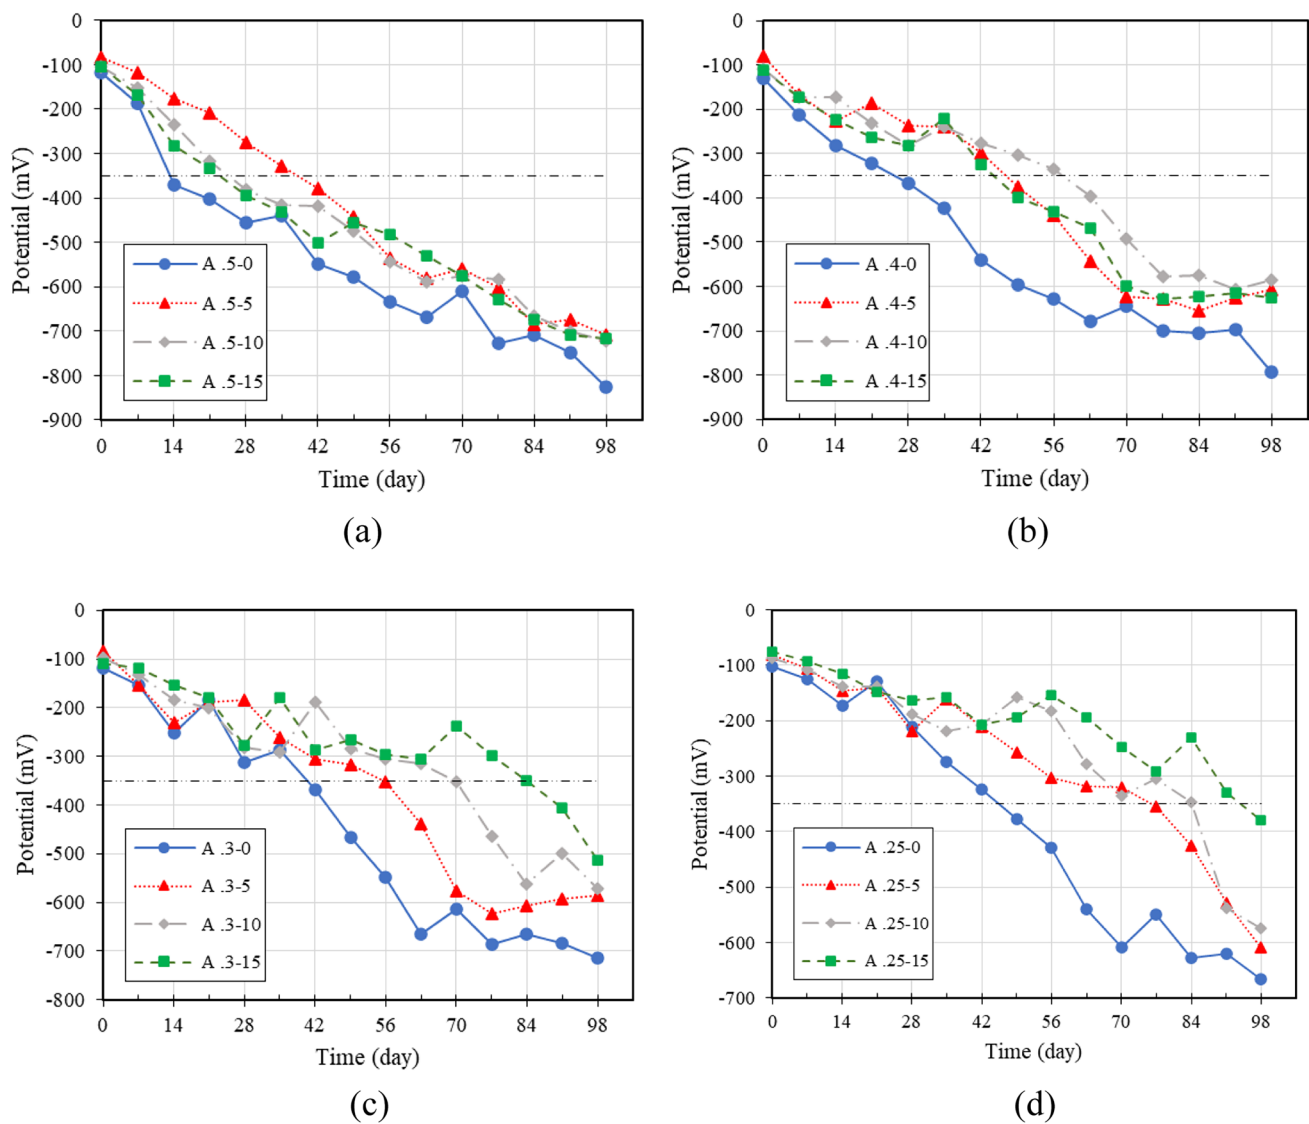 0
-100
-200
-300
-400
-500
-600
-700
-800
-900
Potential (mV)
A .5-0
A .5-5
A .5-10
A .5-15
0 14 28 42 56 70 84 98
Time (day)
(a)
0
-100
-200
-300
-400
-500
-600
-700
-800
-900
Potential (mV)
A .4-0
A .4-5
A .4-10
A .4-15
0 14 28 42 56 70 84 98
Time (day)
(b)
0
-100
-200
-300
-400
-500
-600
-700
-800
Potential (mV)
A .3-0
A .3-5
A .3-10
A .3-15
0 14 28 42 56 70 84 98
Time (day)
(c)
0
-100
-200
-300
-400
-500
-600
-700
Potential (mV)
A .25-0
A .25-5
A .25-10
A .25-15
0 14 28 42 56 70 84 98
Time (day)
(d)